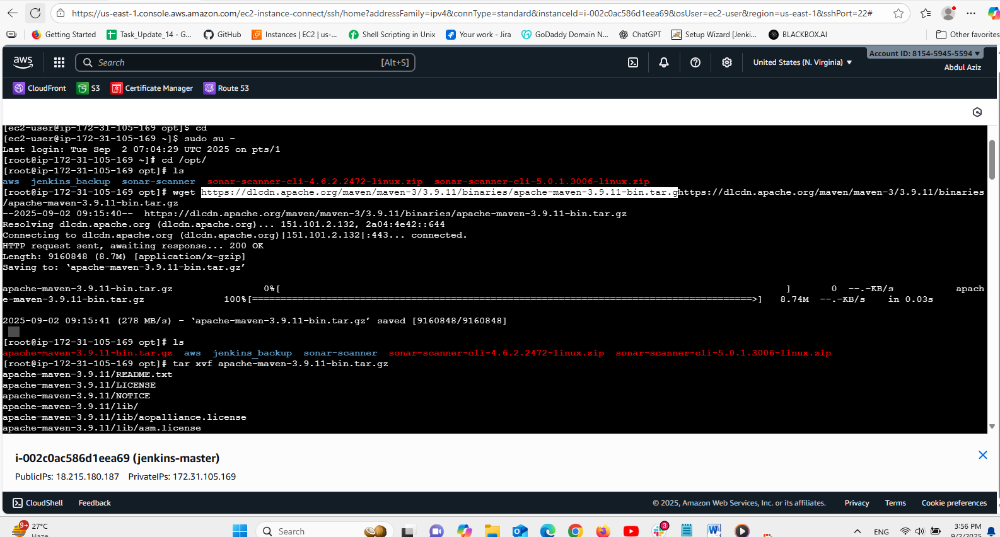 https://us-east-1.console.aws.amazon.com/ec2-instance-connect/ssh/home?addressFamily=ipv4&connType=standard&instanceId=i-002c0ac586d1eea69&osUser=ec2-user&region=us-east-1&sshPort=22#
Getting Started Task_Update_14 - G... GitHub Instances | EC2 | us-... Shell Scripting in Unix Your work - Jira GoDaddy Domain N... ChatGPT Setup Wizard [Jenki... BLACKBOX.AI Other favorites
aws Search [Alt+S] United States (N. Virginia) Account ID: 8154-5945-5594
Abdul Aziz
CloudFront S3 Certificate Manager Route 53
[ec2-user@ip-172-31-105-169 opt]$ cd
[ec2-user@ip-172-31-105-169 ~]$ sudo su -
Last login: Tue Sep  2 07:04:29 UTC 2025 on pts/1
[root@ip-172-31-105-169 ~]# cd /opt/
[root@ip-172-31-105-169 opt]# ls
aws  jenkins_backup  sonar-scanner  sonar-scanner-cli-4.6.2.2472-linux.zip  sonar-scanner-cli-5.0.1.3006-linux.zip
[root@ip-172-31-105-169 opt]# wget https://dlcdn.apache.org/maven/maven-3/3.9.11/binaries/apache-maven-3.9.11-bin.tar.ghttps://dlcdn.apache.org/maven/maven-3/3.9.11/binaries
/apache-maven-3.9.11-bin.tar.gz
--2025-09-02 09:15:40--  https://dlcdn.apache.org/maven/maven-3/3.9.11/binaries/apache-maven-3.9.11-bin.tar.gz
Resolving dlcdn.apache.org (dlcdn.apache.org)... 151.101.2.132, 2a04:4e42::644
Connecting to dlcdn.apache.org (dlcdn.apache.org)|151.101.2.132|:443... connected.
HTTP request sent, awaiting response... 200 OK
Length: 9160848 (8.7M) [application/x-gzip]
Saving to: ‘apache-maven-3.9.11-bin.tar.gz’
apache-maven-3.9.11-bin.tar.gz 0%[ ] 0 --.-KB/s apach
e-maven-3.9.11-bin.tar.gz 100%[========================================================================================>] 8.74M --.-KB/s in 0.03s
2025-09-02 09:15:41 (278 MB/s) - ‘apache-maven-3.9.11-bin.tar.gz’ saved [9160848/9160848]
[root@ip-172-31-105-169 opt]# ls
apache-maven-3.9.11-bin.tar.gz  aws  jenkins_backup  sonar-scanner  sonar-scanner-cli-4.6.2.2472-linux.zip  sonar-scanner-cli-5.0.1.3006-linux.zip
[root@ip-172-31-105-169 opt]# tar xvf apache-maven-3.9.11-bin.tar.gz
apache-maven-3.9.11/README.txt
apache-maven-3.9.11/LICENSE
apache-maven-3.9.11/NOTICE
apache-maven-3.9.11/lib/
apache-maven-3.9.11/lib/aopalliance.license
apache-maven-3.9.11/lib/asm.license
i-002c0ac586d1eea69 (jenkins-master)
PublicIPs: 18.215.180.187 PrivateIPs: 172.31.105.169
CloudShell Feedback © 2025, Amazon Web Services, Inc. or its affiliates. Privacy Terms Cookie preferences
9+ 27°C Search 3 ENG 3:56 PM
Haze 9/2/2025